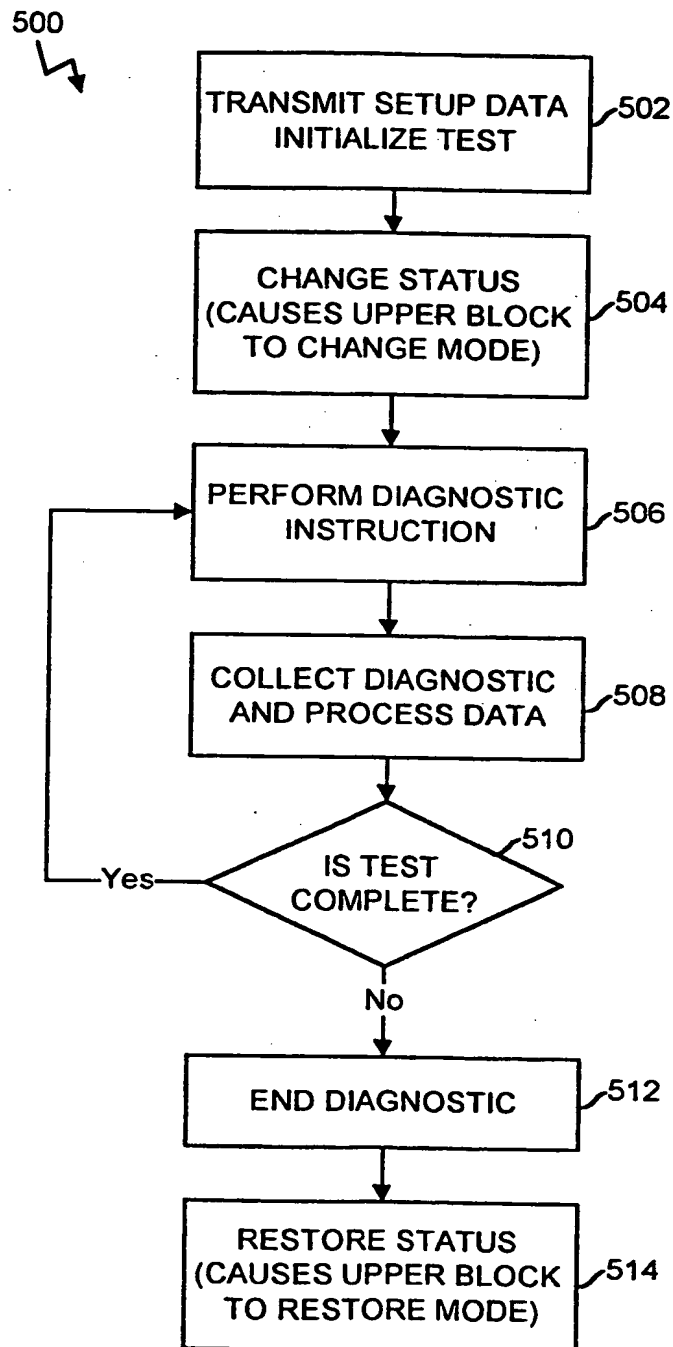 500
TRANSMIT SETUP DATA
INITIALIZE TEST
502
CHANGE STATUS
(CAUSES UPPER BLOCK
TO CHANGE MODE)
504
PERFORM DIAGNOSTIC
INSTRUCTION
506
COLLECT DIAGNOSTIC
AND PROCESS DATA
508
IS TEST
COMPLETE?
510
Yes
No
END DIAGNOSTIC
512
RESTORE STATUS
(CAUSES UPPER BLOCK
TO RESTORE MODE)
514